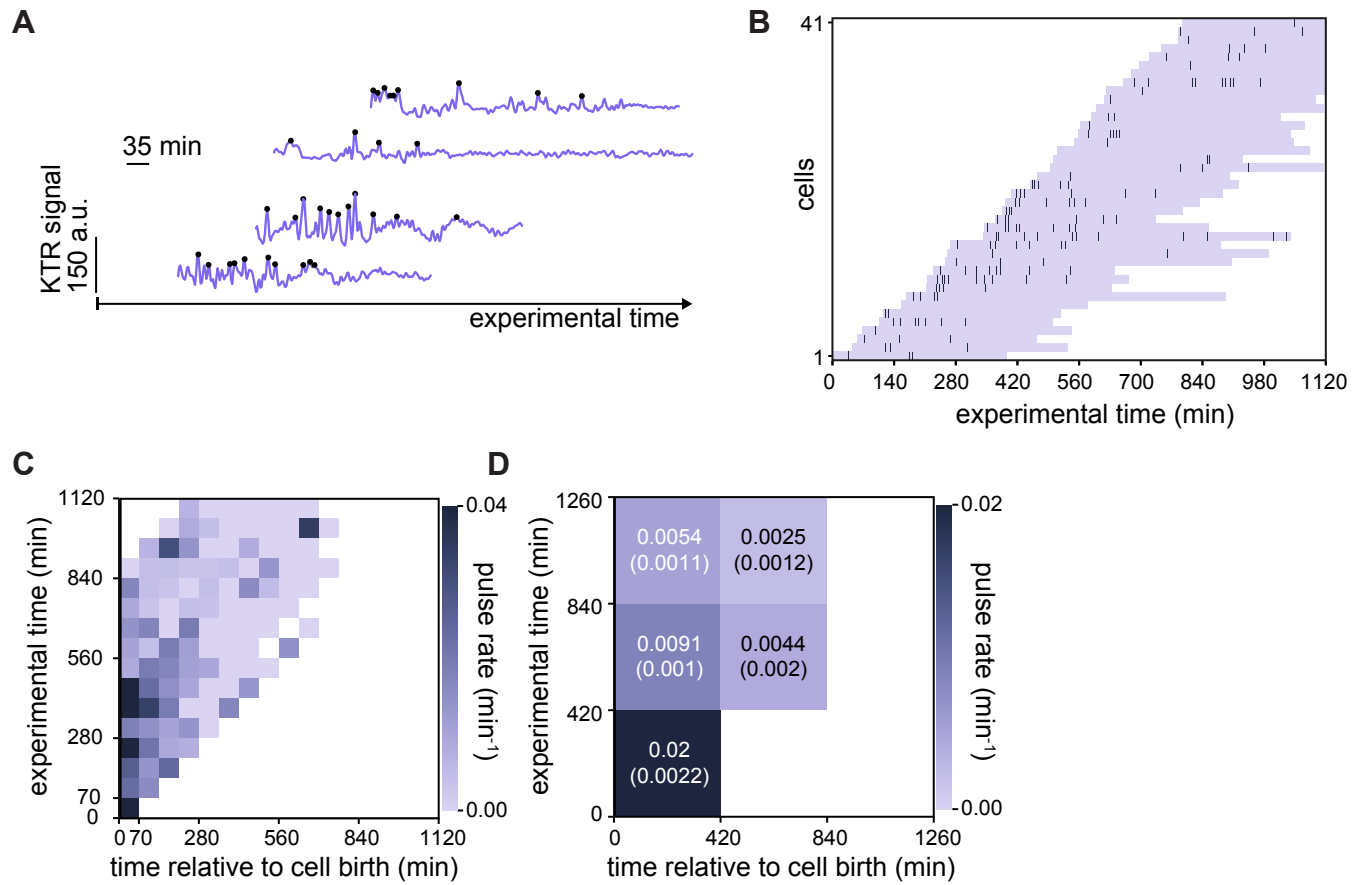 A
35 min
KTR signal
150 a.u.
experimental time
B
41
cells
1
0 140 280 420 560 700 840 980 1120
experimental time (min)
C
1120
840
560
280
70
0
experimental time (min)
0 70 280 560 840 1120
time relative to cell birth (min)
0.04
pulse rate (min⁻¹)
0.00
D
1260
840
420
0
experimental time (min)
0.0054
(0.0011)
0.0025
(0.0012)
0.0091
(0.001)
0.0044
(0.002)
0.02
(0.0022)
0 420 840 1260
time relative to cell birth (min)
0.02
pulse rate (min⁻¹)
0.00